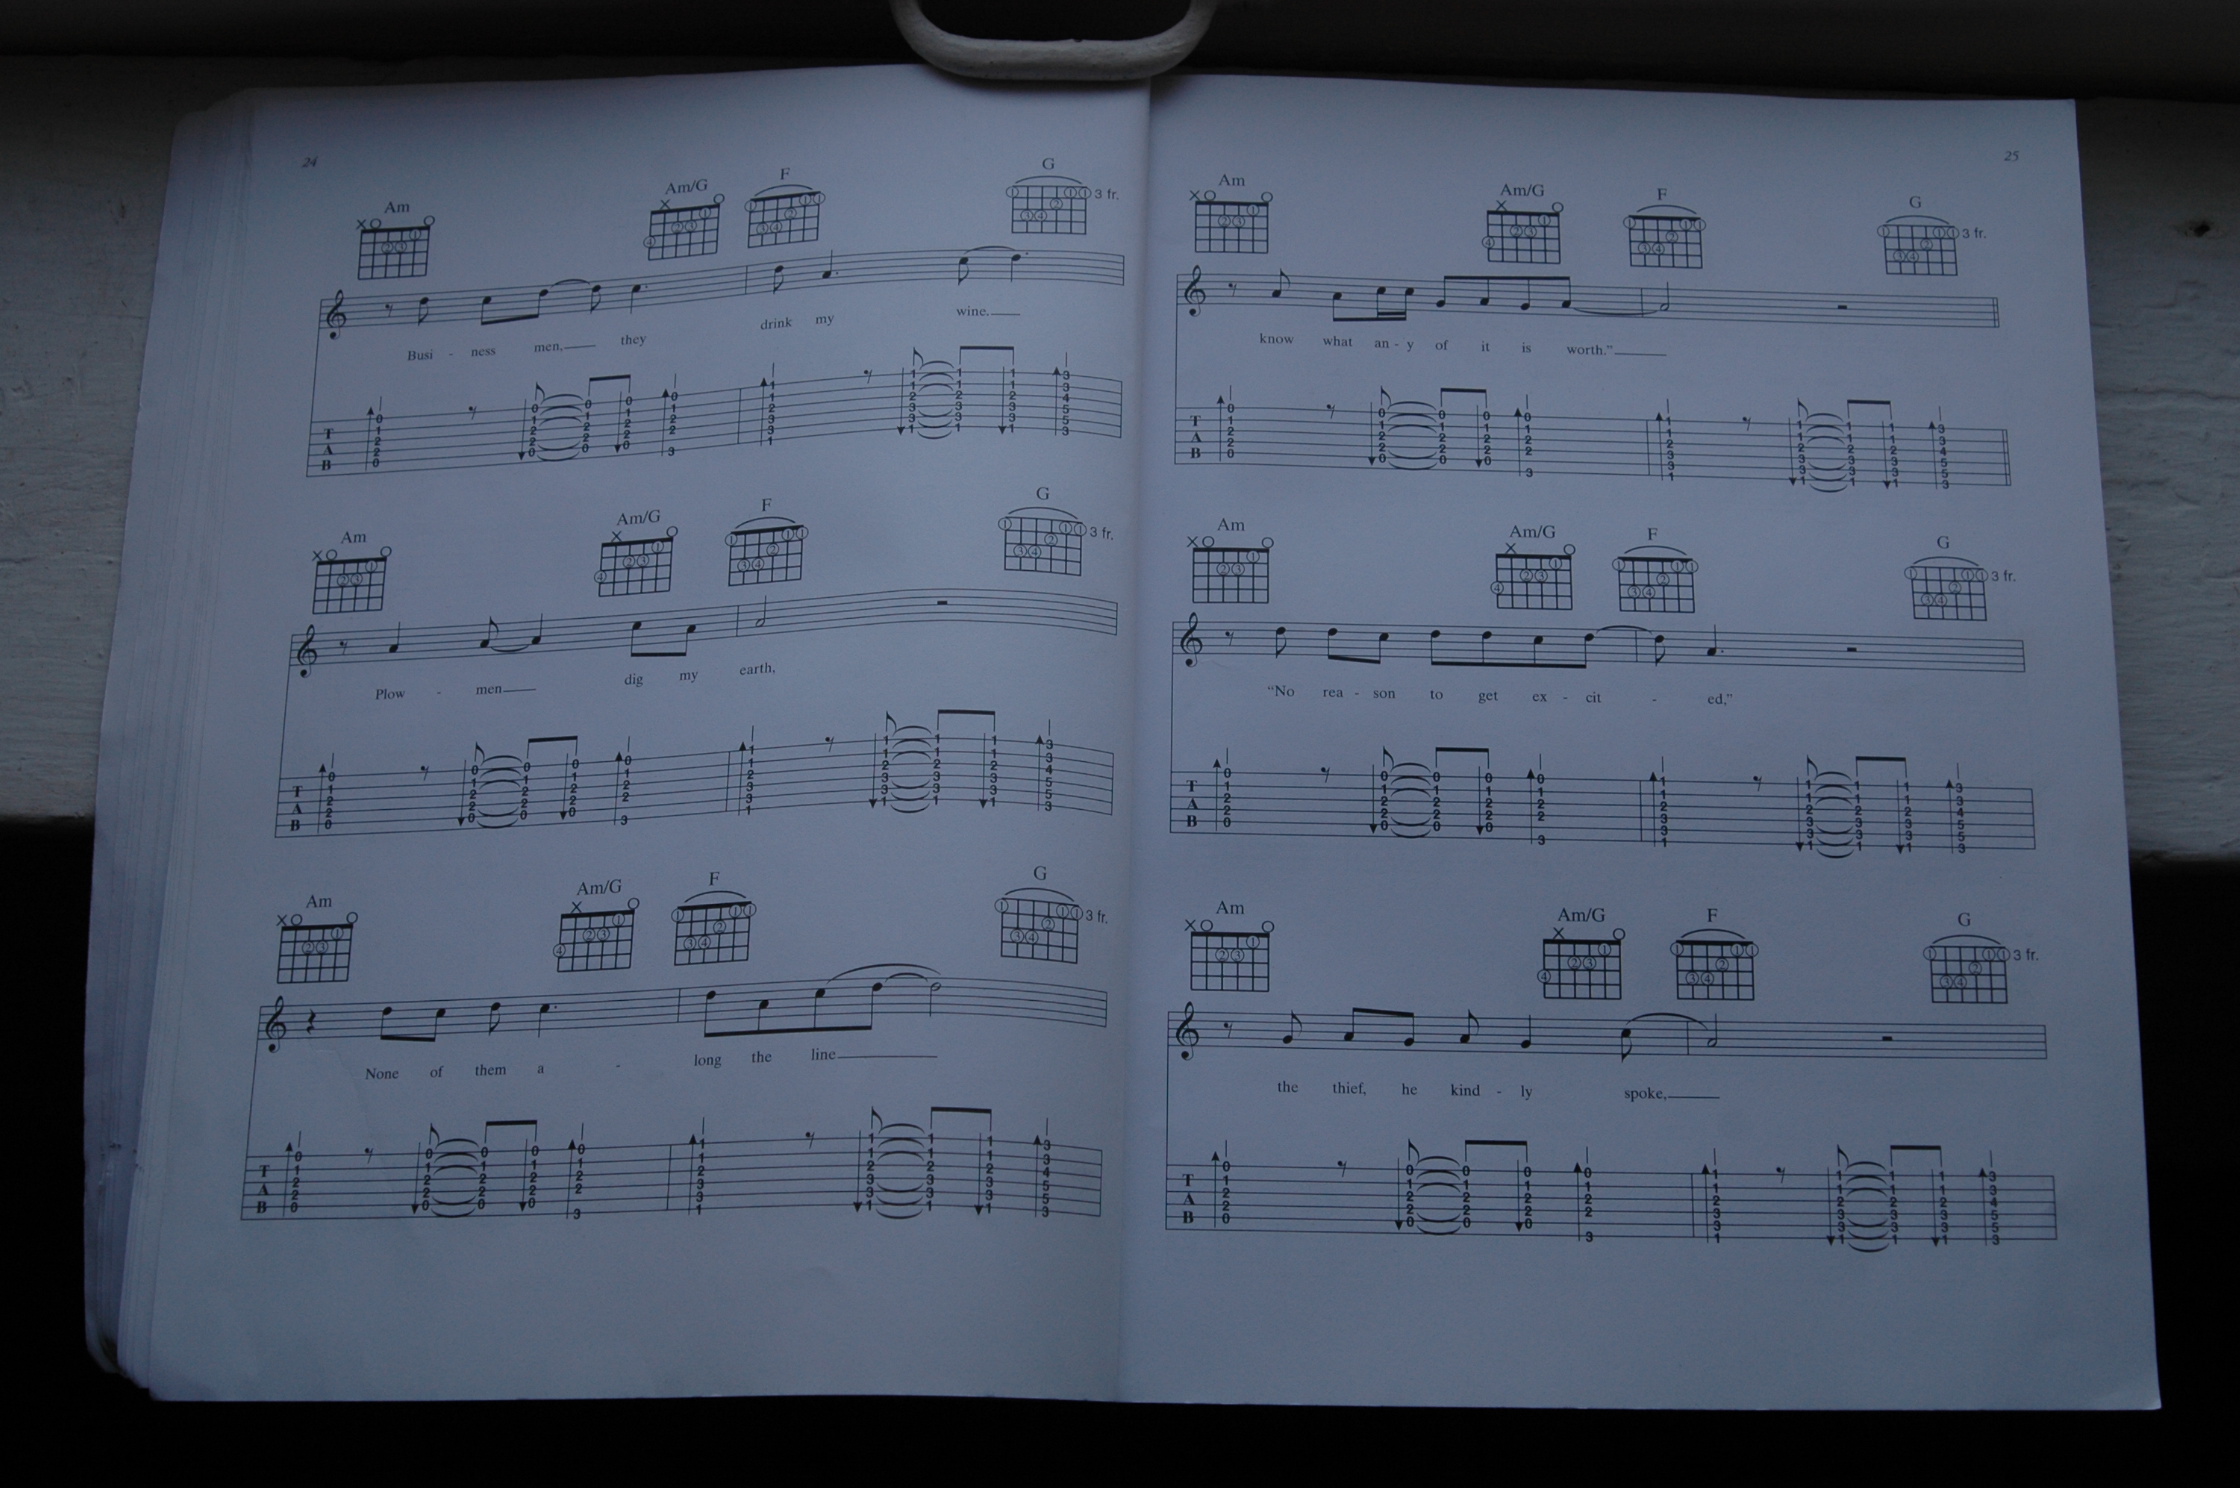 24
Am Am/G F G
3 fr.
Busi - ness men, they drink my wine.
T A B
Am Am/G F G
3 fr.
Plow - men dig my earth,
T A B
Am Am/G F G
3 fr.
None of them a - long the line
T A B
25
Am Am/G F G
3 fr.
know what an - y of it is worth.”
T A B
Am Am/G F G
3 fr.
“No rea - son to get ex - cit - ed,”
T A B
Am Am/G F G
3 fr.
the thief, he kind - ly spoke,
T A B